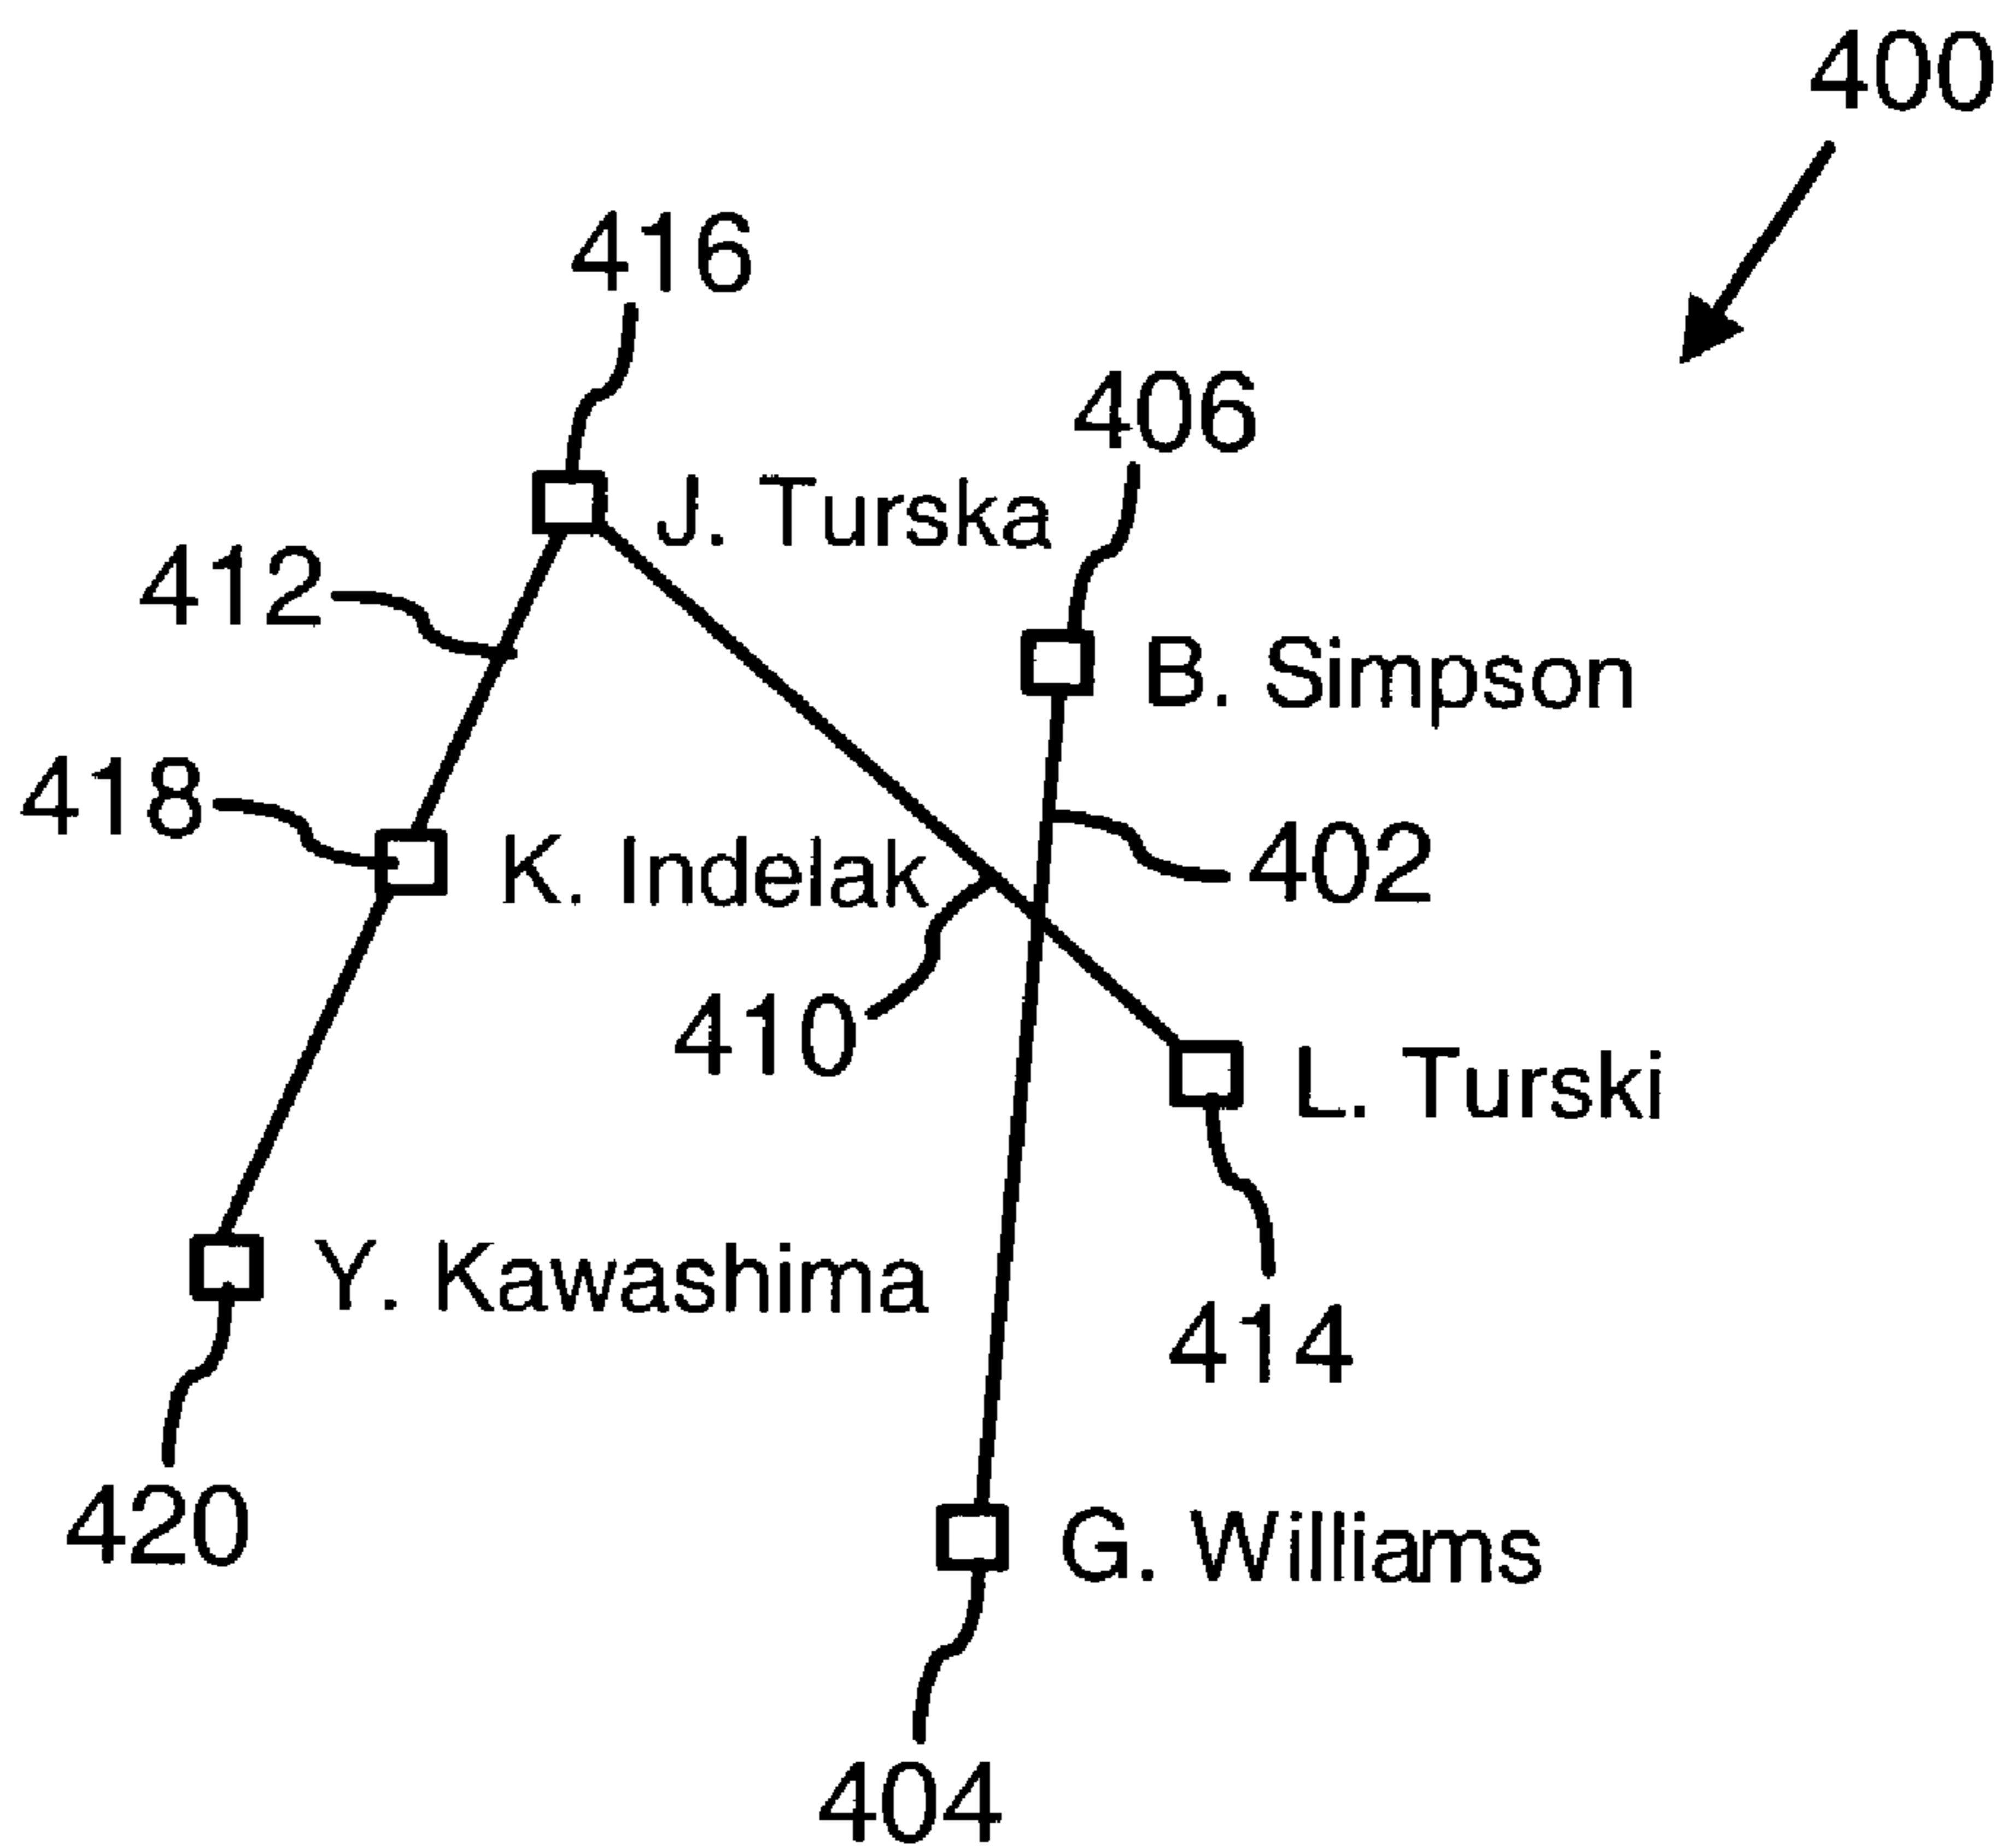 400
416
406
J. Turska
412
B. Simpson
418
K. Indelak
402
410
L. Turski
Y. Kawashima
414
420
G. Williams
404